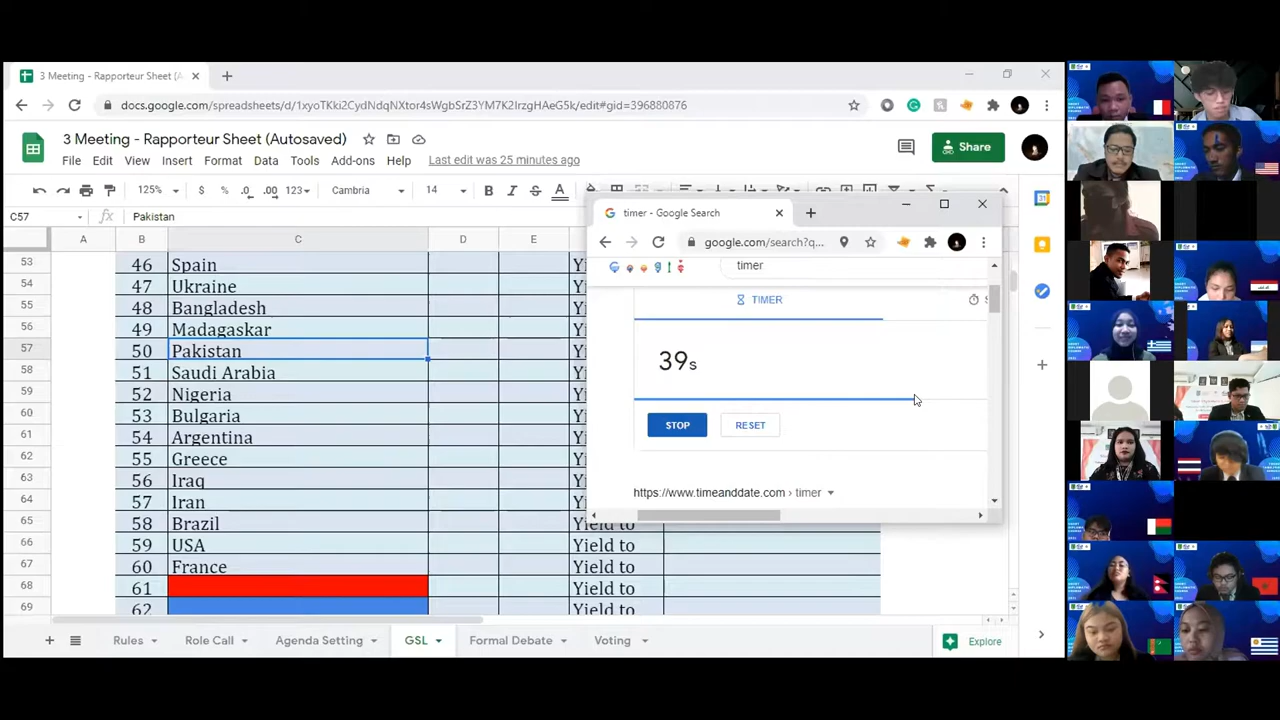 3 Meeting - Rapporteur Sheet (A
docs.google.com/spreadsheets/d/1xyoTKki2CydNdqNXtnr4sWgbSrZ3YM7K2IrzgHAeG5k/edit#gid=396880876
3 Meeting - Rapporteur Sheet (Autosaved)
File Edit View Insert Format Data Tools Add-ons Help Last edit was 25 minutes ago
Share
125% $ % .0 .00 123 Cambria 14 B I S A
C57 fx Pakistan
A B C D E
53 46 Spain
54 47 Ukraine
55 48 Bangladesh
56 49 Madagaskar
57 50 Pakistan
58 51 Saudi Arabia
59 52 Nigeria
60 53 Bulgaria
61 54 Argentina
62 55 Greece
63 56 Iraq
64 57 Iran
65 58 Brazil Yield to
66 59 USA Yield to
67 60 France Yield to
68 61 Yield to
69 62 Yield to
timer - Google Search
google.com/search?q...
timer
TIMER
39s
STOP RESET
https://www.timeanddate.com › timer
Rules Role Call Agenda Setting GSL Formal Debate Voting Explore